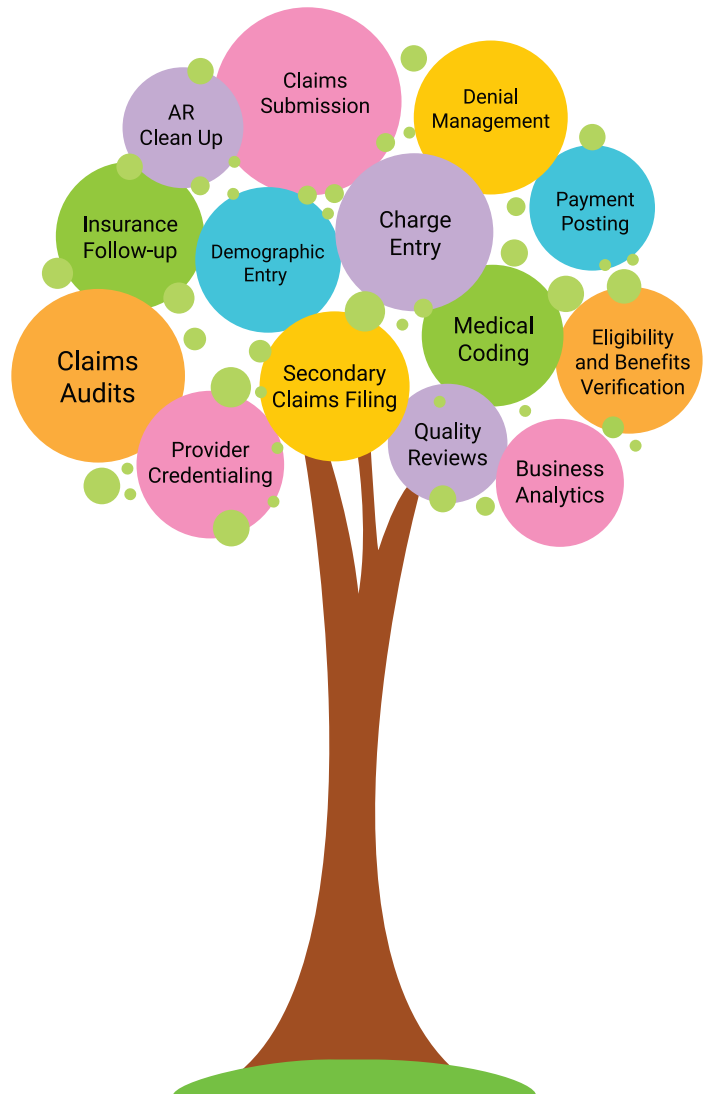 Claims
Submission
Denial
Management
AR
Clean Up
Payment
Posting
Insurance
Follow-up
Demographic
Entry
Charge
Entry
Medical
Coding
Eligibility
and Benefits
Verification
Claims
Audits
Secondary
Claims Filing
Provider
Credentialing
Quality
Reviews
Business
Analytics